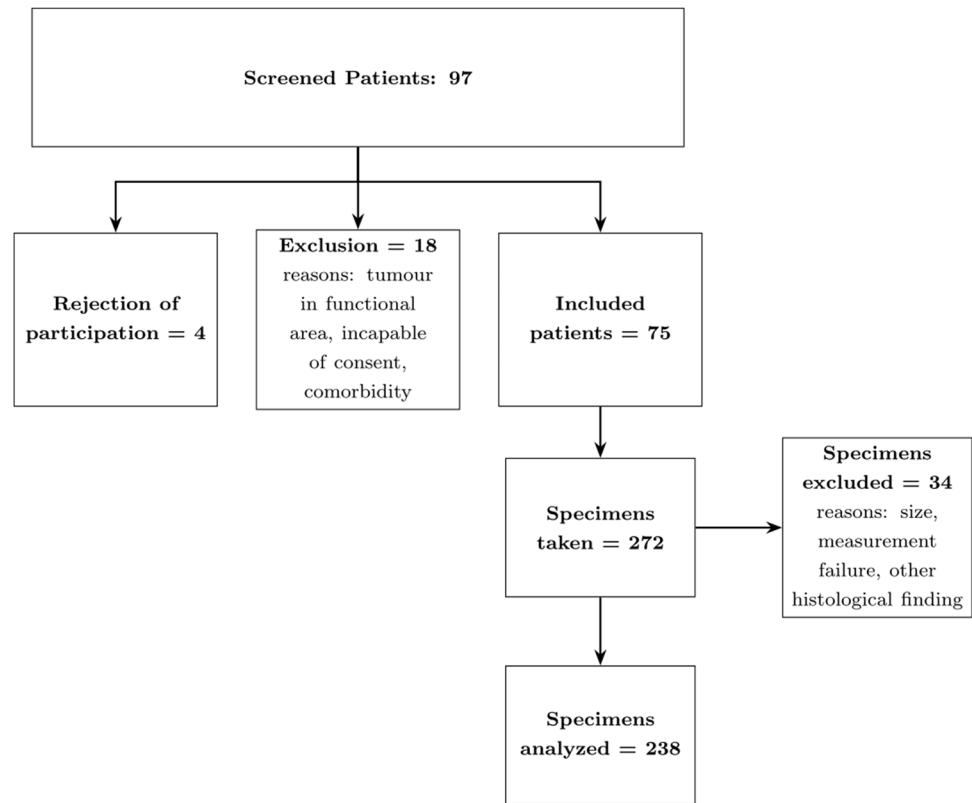 Screened Patients: 97
Rejection of
participation = 4
Exclusion = 18
reasons: tumour
in functional
area, incapable
of consent,
comorbidity
Included
patients = 75
Specimens
taken = 272
Specimens
excluded = 34
reasons: size,
measurement
failure, other
histological finding
Specimens
analyzed = 238